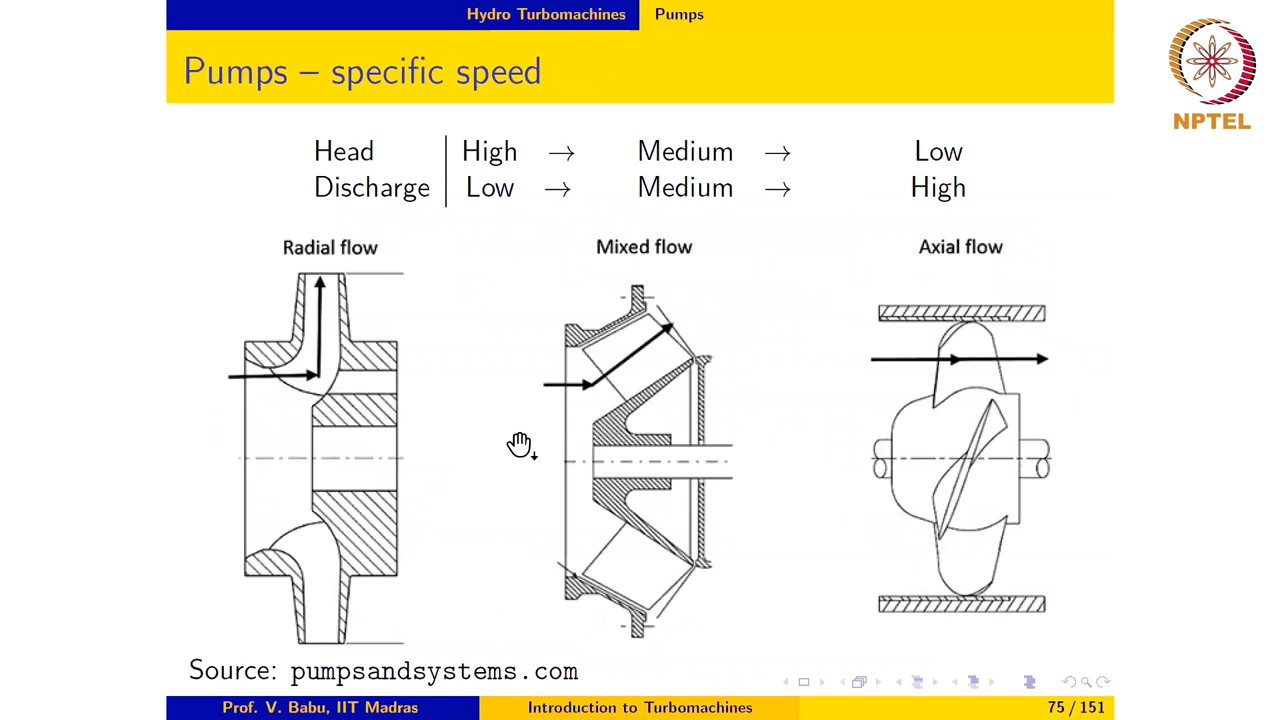 Hydro Turbomachines Pumps
Pumps – specific speed
NPTEL
Head High → Medium → Low
Discharge Low → Medium → High
Radial flow Mixed flow Axial flow
Source: pumpsandsystems.com
Prof. V. Babu, IIT Madras Introduction to Turbomachines 75 / 151